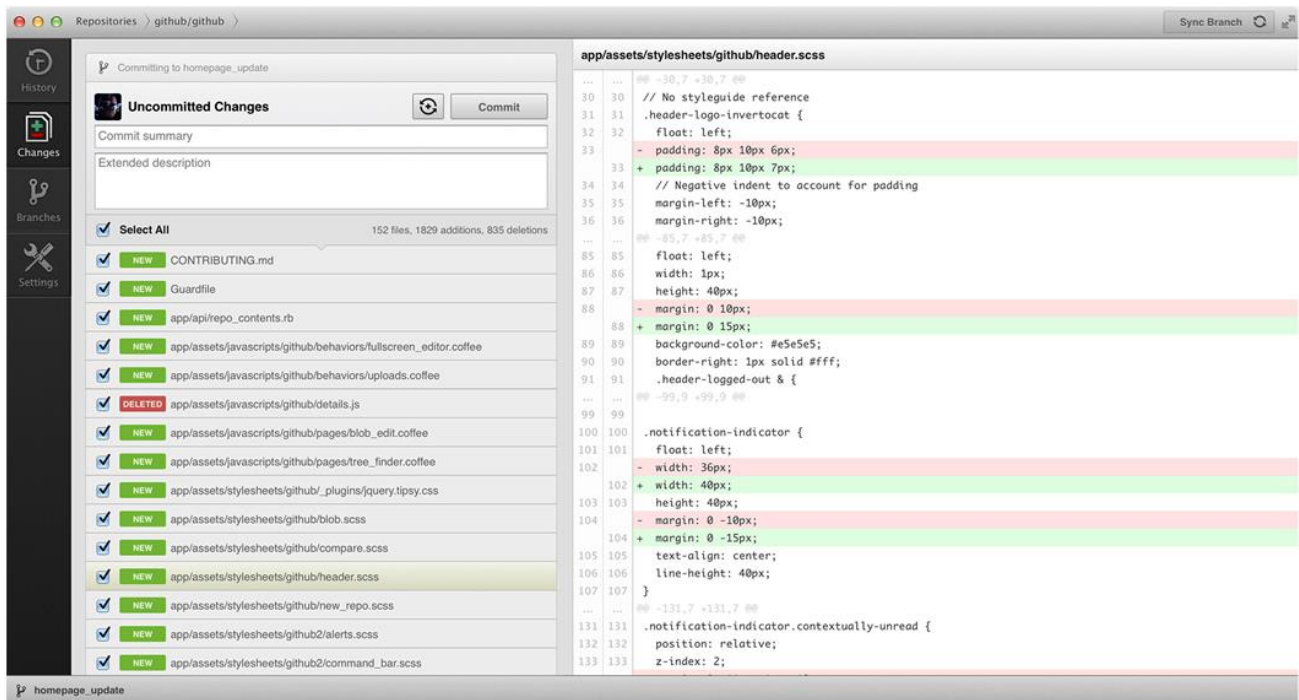 Repositories github/github
Sync Branch
History
Changes
Branches
Settings
Committing to homepage_update
Uncommitted Changes
Commit
Commit summary
Extended description
Select All
152 files, 1829 additions, 835 deletions
NEW CONTRIBUTING.md
NEW Guardfile
NEW app/api/repo_contents.rb
NEW app/assets/javascripts/github/behaviors/fullscreen_editor.coffee
NEW app/assets/javascripts/github/behaviors/uploads.coffee
DELETED app/assets/javascripts/github/details.js
NEW app/assets/javascripts/github/pages/blob_edit.coffee
NEW app/assets/javascripts/github/pages/tree_finder.coffee
NEW app/assets/stylesheets/github/_plugins/jquery.tipsy.css
NEW app/assets/stylesheets/github/blob.scss
NEW app/assets/stylesheets/github/compare.scss
NEW app/assets/stylesheets/github/header.scss
NEW app/assets/stylesheets/github/new_repo.scss
NEW app/assets/stylesheets/github2/alerts.scss
NEW app/assets/stylesheets/github2/command_bar.scss
app/assets/stylesheets/github/header.scss
... ... @@ -30,7 +30,7 @@
30 30 // No styleguide reference
31 31 .header-logo-invertocat {
32 32 float: left;
33 - padding: 8px 10px 6px;
33 + padding: 8px 10px 7px;
34 34 // Negative indent to account for padding
35 35 margin-left: -10px;
36 36 margin-right: -10px;
... ... @@ -85,7 +85,7 @@
85 85 float: left;
86 86 width: 1px;
87 87 height: 40px;
88 - margin: 0 10px;
88 + margin: 0 15px;
89 89 background-color: #e5e5e5;
90 90 border-right: 1px solid #fff;
91 91 .header-logged-out & {
... ... @@ -99,9 +99,9 @@
99 99
100 100 .notification-indicator {
101 101 float: left;
102 - width: 36px;
102 + width: 40px;
103 103 height: 40px;
104 - margin: 0 -10px;
104 + margin: 0 -15px;
105 105 text-align: center;
106 106 line-height: 40px;
107 107 }
... ... @@ -131,7 +131,7 @@
131 131 .notification-indicator.contextually-unread {
132 132 position: relative;
133 133 z-index: 2;
homepage_update